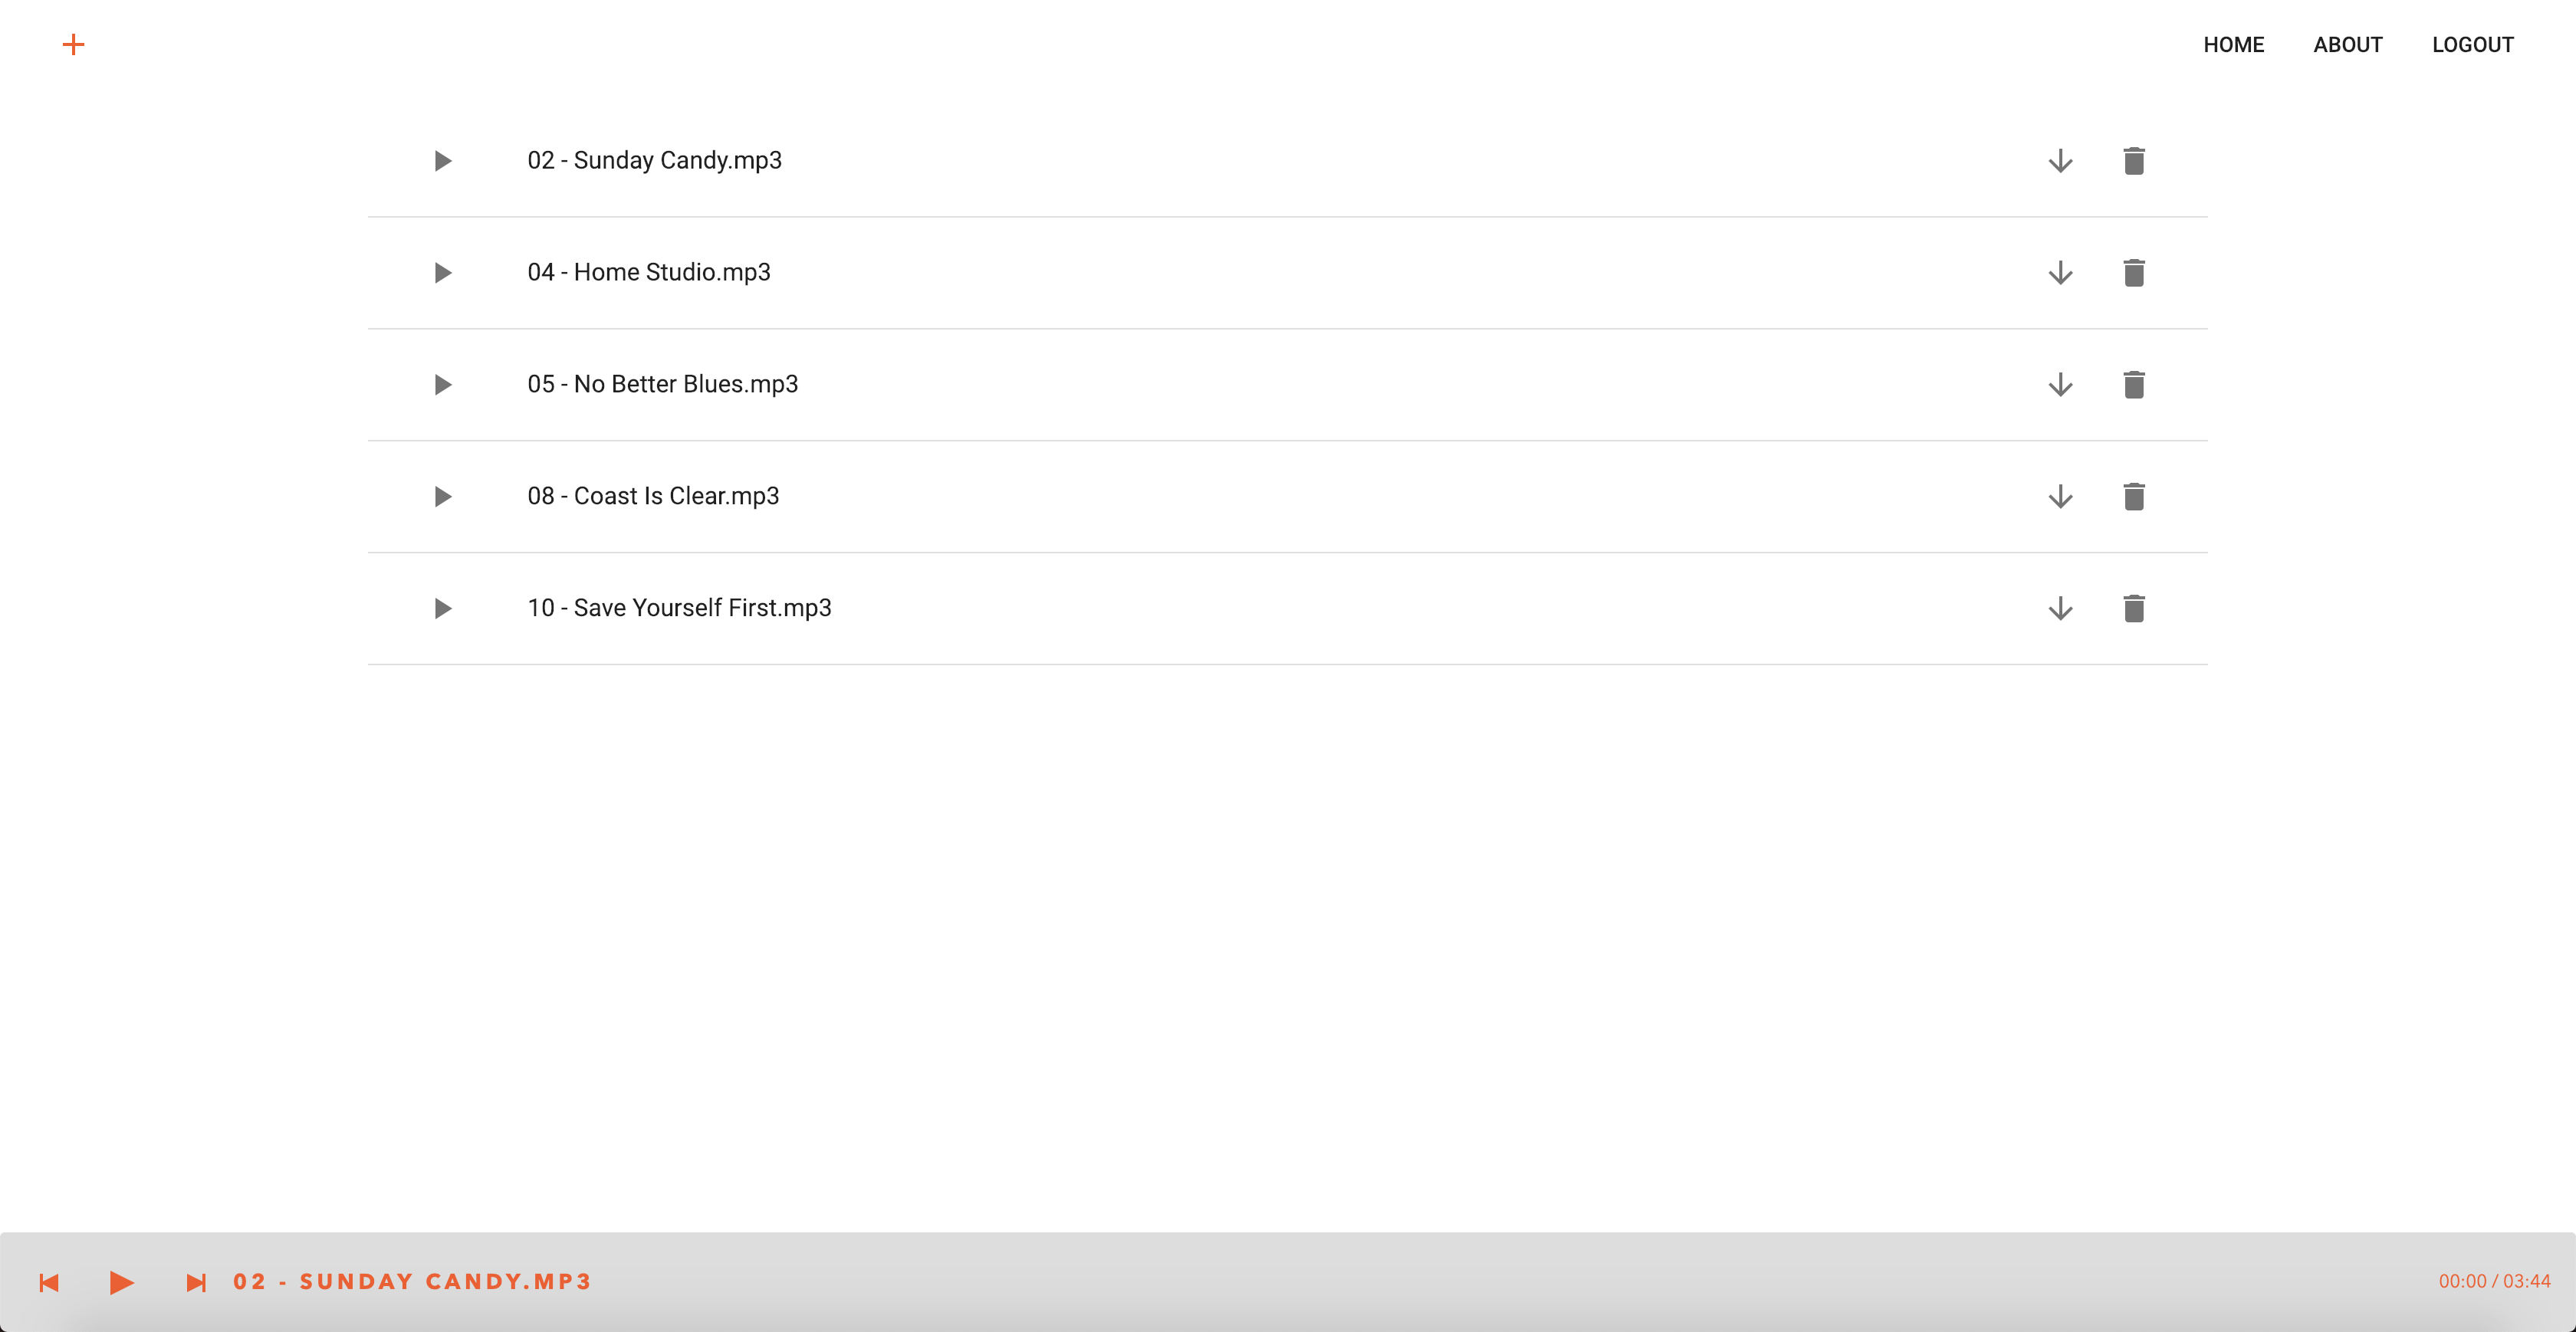 HOME ABOUT LOGOUT
02 - Sunday Candy.mp3
04 - Home Studio.mp3
05 - No Better Blues.mp3
08 - Coast Is Clear.mp3
10 - Save Yourself First.mp3
02 - SUNDAY CANDY.MP3 00:00 / 03:44